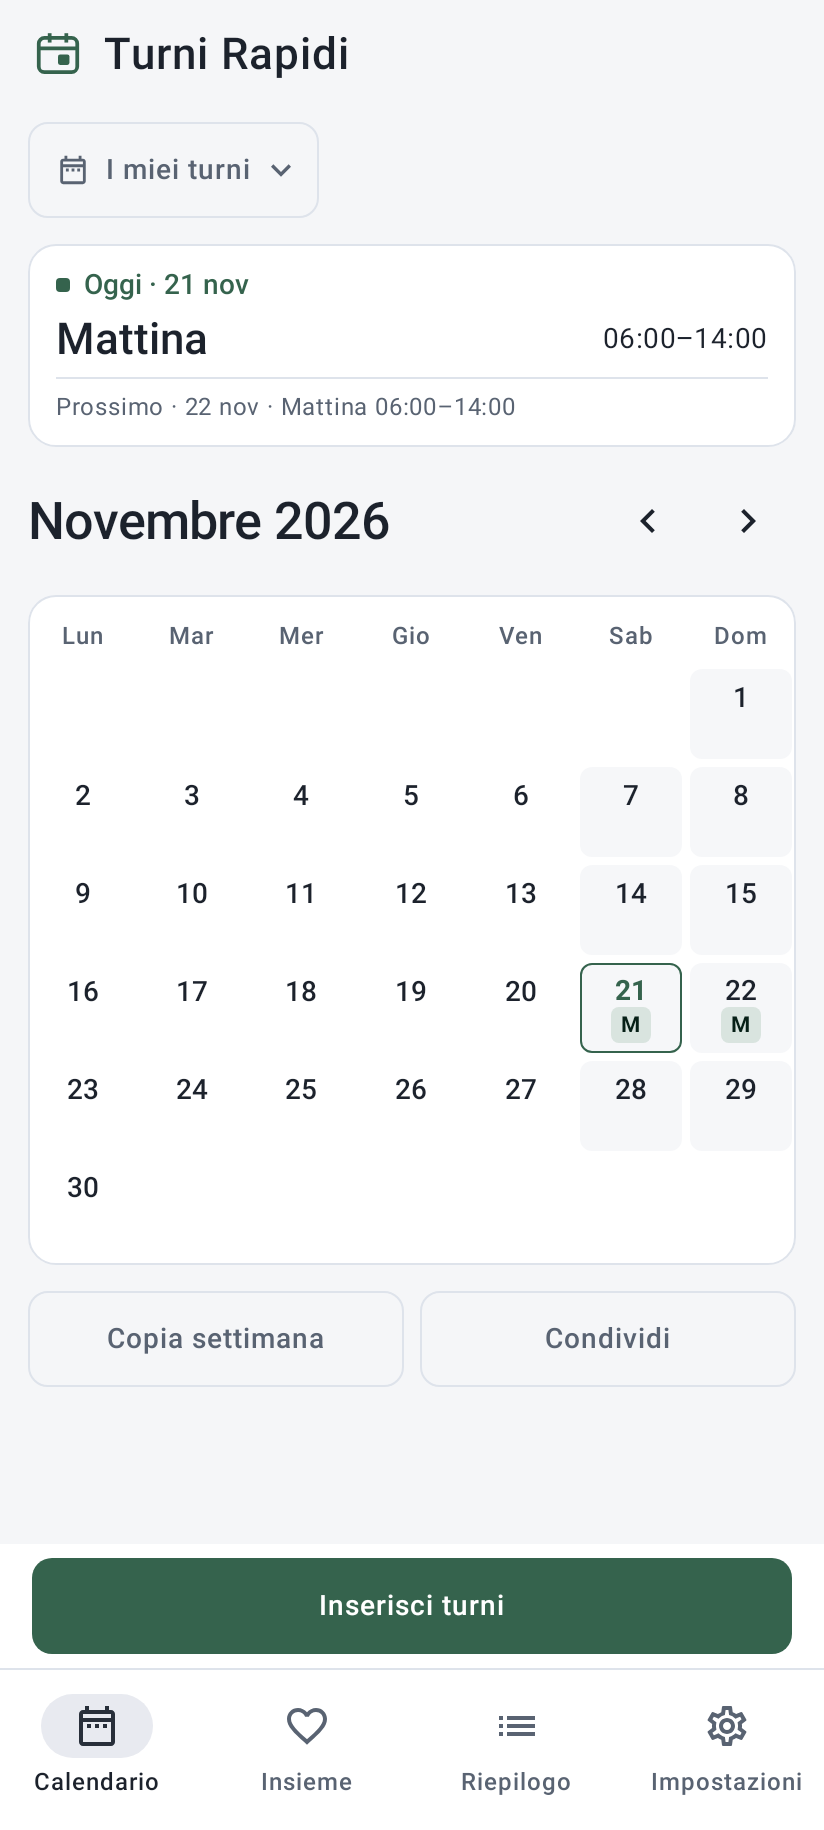 Turni Rapidi
I miei turni
Oggi · 21 nov
Mattina 06:00–14:00
Prossimo · 22 nov · Mattina 06:00–14:00
Novembre 2026
Lun Mar Mer Gio Ven Sab Dom
1
2 3 4 5 6 7 8
9 10 11 12 13 14 15
16 17 18 19 20 21 22
M M
23 24 25 26 27 28 29
30
Copia settimana Condividi
Inserisci turni
Calendario Insieme Riepilogo Impostazioni